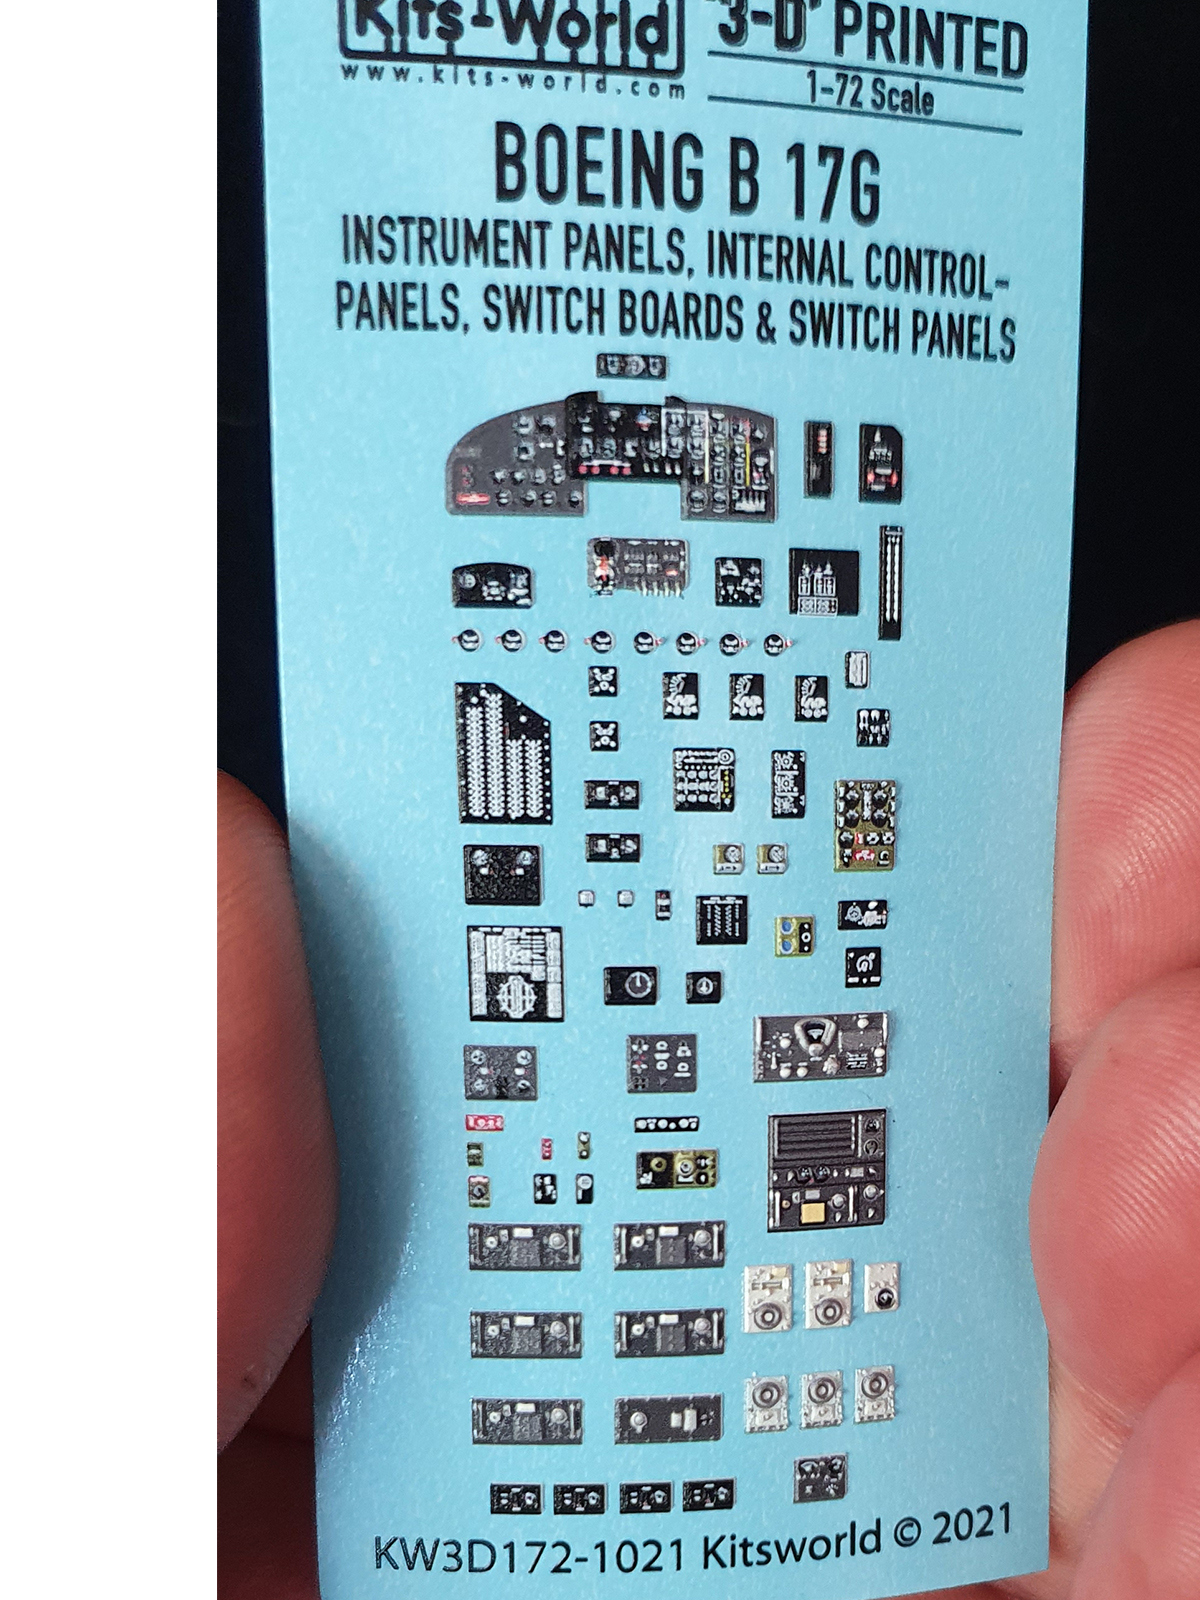 Kits-World
www.kits-world.com
'3-D' PRINTED
1-72 Scale
BOEING B 17G
INSTRUMENT PANELS, INTERNAL CONTROL-
PANELS, SWITCH BOARDS & SWITCH PANELS
KW3D172-1021 Kitsworld © 2021